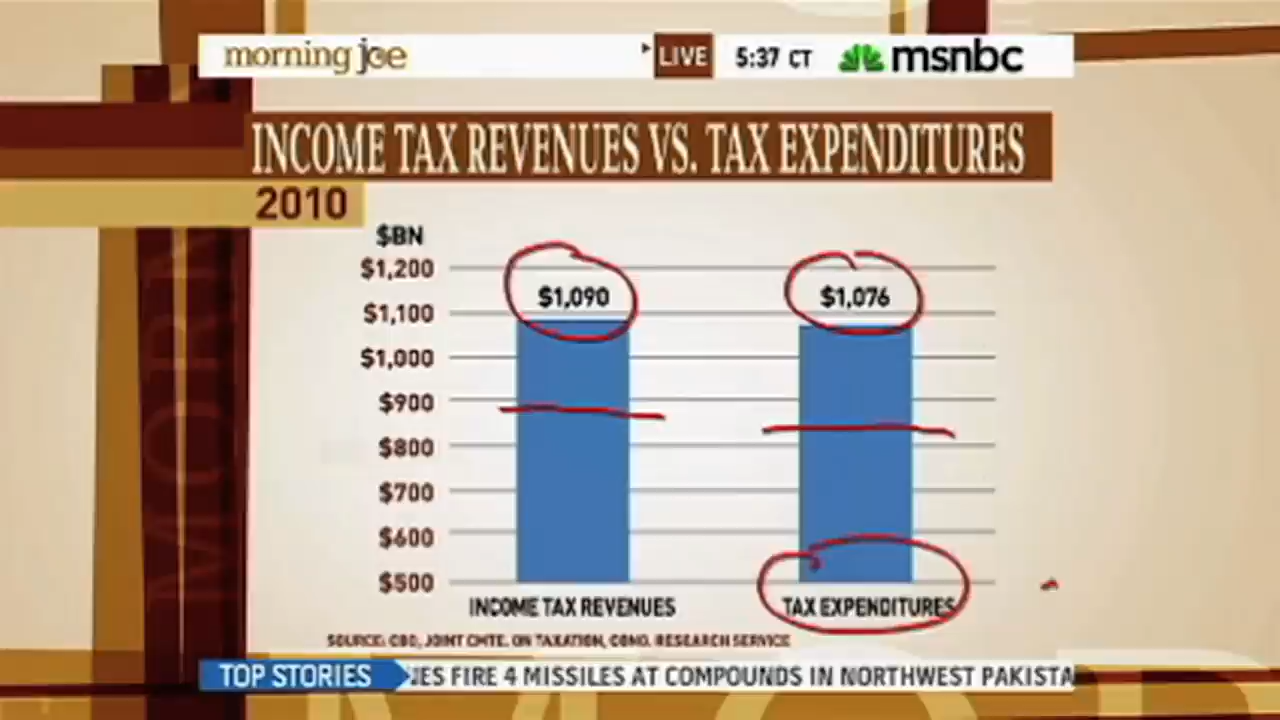 morning joe
LIVE
5:37 CT
msnbc
INCOME TAX REVENUES VS. TAX EXPENDITURES
2010
$BN
$1,200
$1,100
$1,000
$900
$800
$700
$600
$500
$1,090
$1,076
INCOME TAX REVENUES
TAX EXPENDITURES
SOURCE: CBO, JOINT CMTE. ON TAXATION, CONG. RESEARCH SERVICE
TOP STORIES
NES FIRE 4 MISSILES AT COMPOUNDS IN NORTHWEST PAKISTA